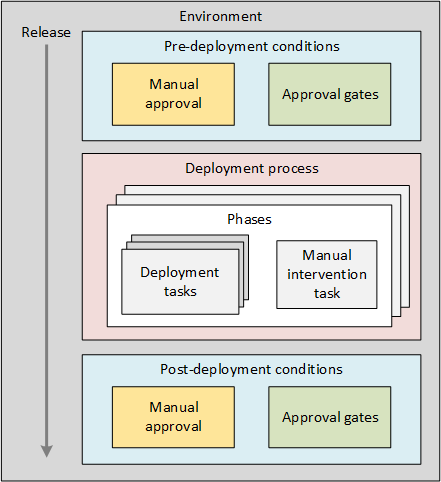 Environment
Release
Pre-deployment conditions
Manual
approval
Approval gates
Deployment process
Phases
Deployment
tasks
Manual
intervention
task
Post-deployment conditions
Manual
approval
Approval gates